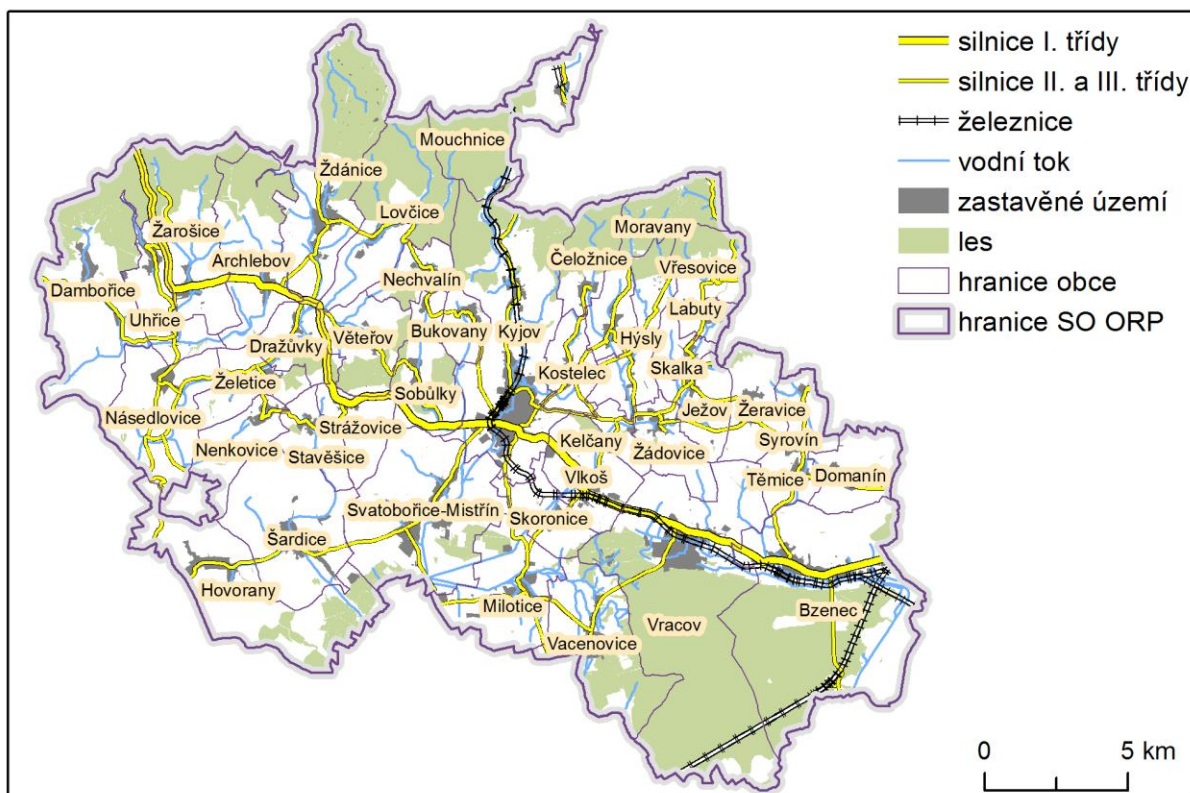 silnice I. třídy
silnice II. a III. třídy
železnice
vodní tok
zastavěné území
les
hranice obce
hranice SO ORP
Mouchnice
Ždánice
Lovčice
Žarošice
Moravany
Archlebov
Čeložnice
Nechvalín
Vřesovice
Dambořice
Labuty
Uhřice
Bukovany
Kyjov
Věteřov
Hýsly
Dražůvky
Skalka
Kostelec
Želetice
Sobůlky
Ježov
Žeravice
Násedlovice
Strážovice
Kelčany
Syrovín
Nenkovice
Stavěšice
Žádovice
Vlkoš
Těmice
Domanín
Svatobořice-Mistřín
Skoronice
Šardice
Hovorany
Milotice
Bzenec
Vracov
Vacenovice
0
5 km